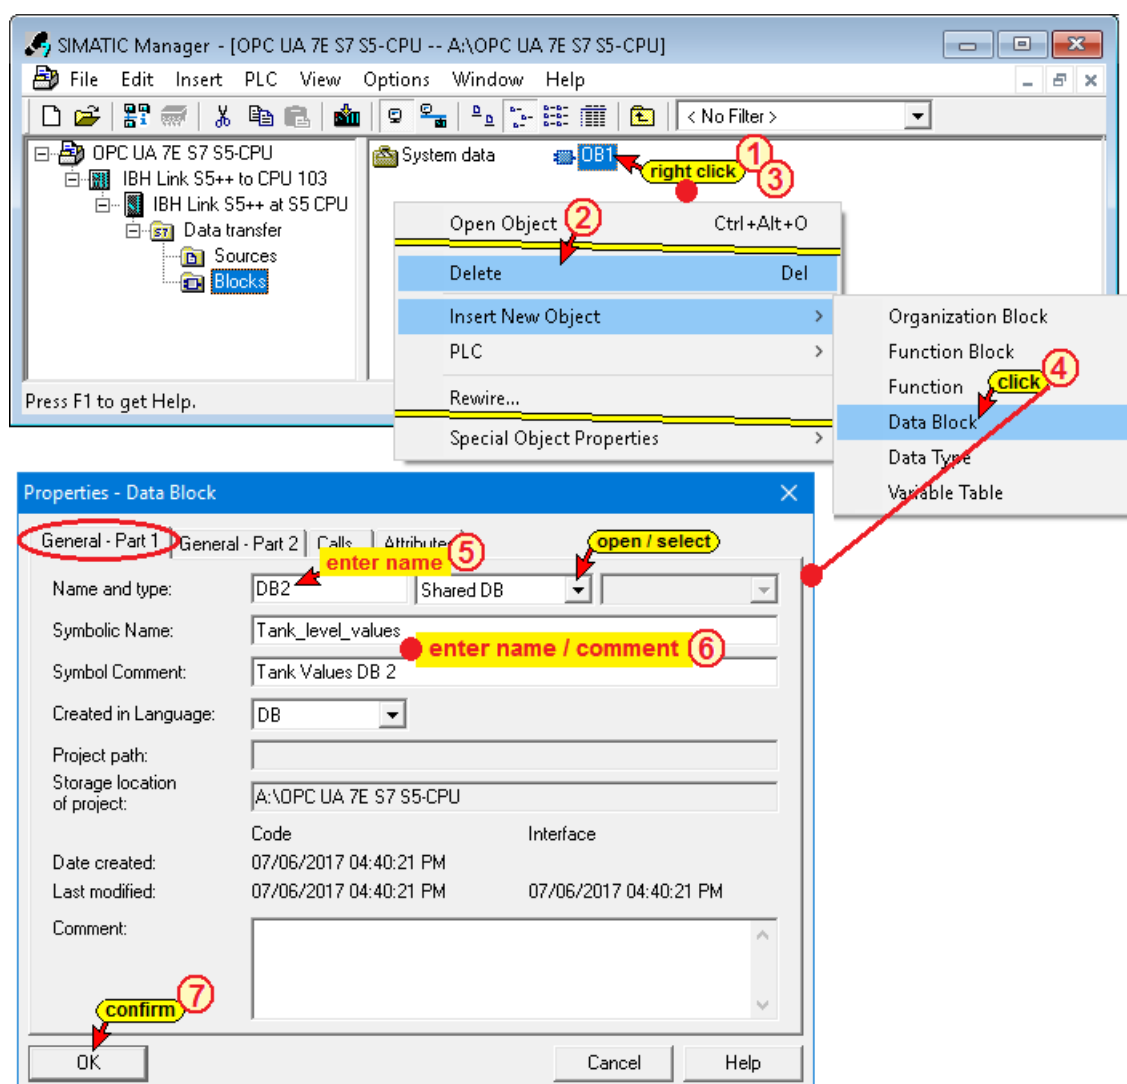 SIMATIC Manager - [OPC UA 7E S7 S5-CPU -- A:\OPC UA 7E S7 S5-CPU]
File Edit Insert PLC View Options Window Help
< No Filter >
OPC UA 7E S7 S5-CPU
IBH Link S5++ to CPU 103
IBH Link S5++ at S5 CPU
Data transfer
Sources
Blocks
System data OB1
right click 1
3
Open Object 2 Ctrl+Alt+O
Delete Del
Insert New Object
PLC
Rewire...
Special Object Properties
Organization Block
Function Block
Function click 4
Data Block
Data Type
Variable Table
Press F1 to get Help.
Properties - Data Block
General - Part 1 General - Part 2 Calls Attributes
enter name 5 open / select
Name and type: DB2 Shared DB
Symbolic Name: Tank_level_values
enter name / comment 6
Symbol Comment: Tank Values DB 2
Created in Language: DB
Project path:
Storage location
of project: A:\OPC UA 7E S7 S5-CPU
Code Interface
Date created: 07/06/2017 04:40:21 PM
Last modified: 07/06/2017 04:40:21 PM 07/06/2017 04:40:21 PM
Comment:
confirm 7
OK Cancel Help